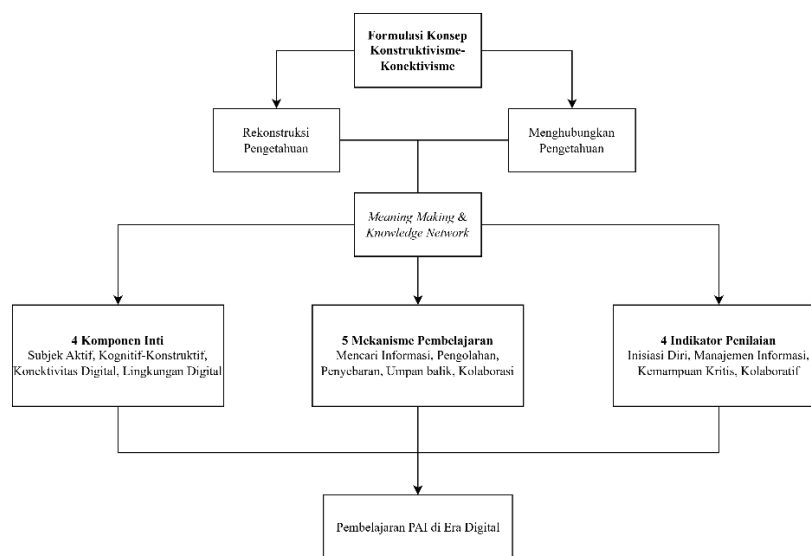 Formulasi Konsep
Konstruktivisme-
Konektivisme
Rekonstruksi
Pengetahuan
Menghubungkan
Pengetahuan
Meaning Making &
Knowledge Network
4 Komponen Inti
Subjek Aktif, Kognitif-Konstruktif,
Konektivitas Digital, Lingkungan Digital
5 Mekanisme Pembelajaran
Mencari Informasi, Pengolahan,
Penyebaran, Umpan balik, Kolaborasi
4 Indikator Penilaian
Inisiasi Diri, Manajemen Informasi,
Kemampuan Kritis, Kolaboratif
Pembelajaran PAI di Era Digital